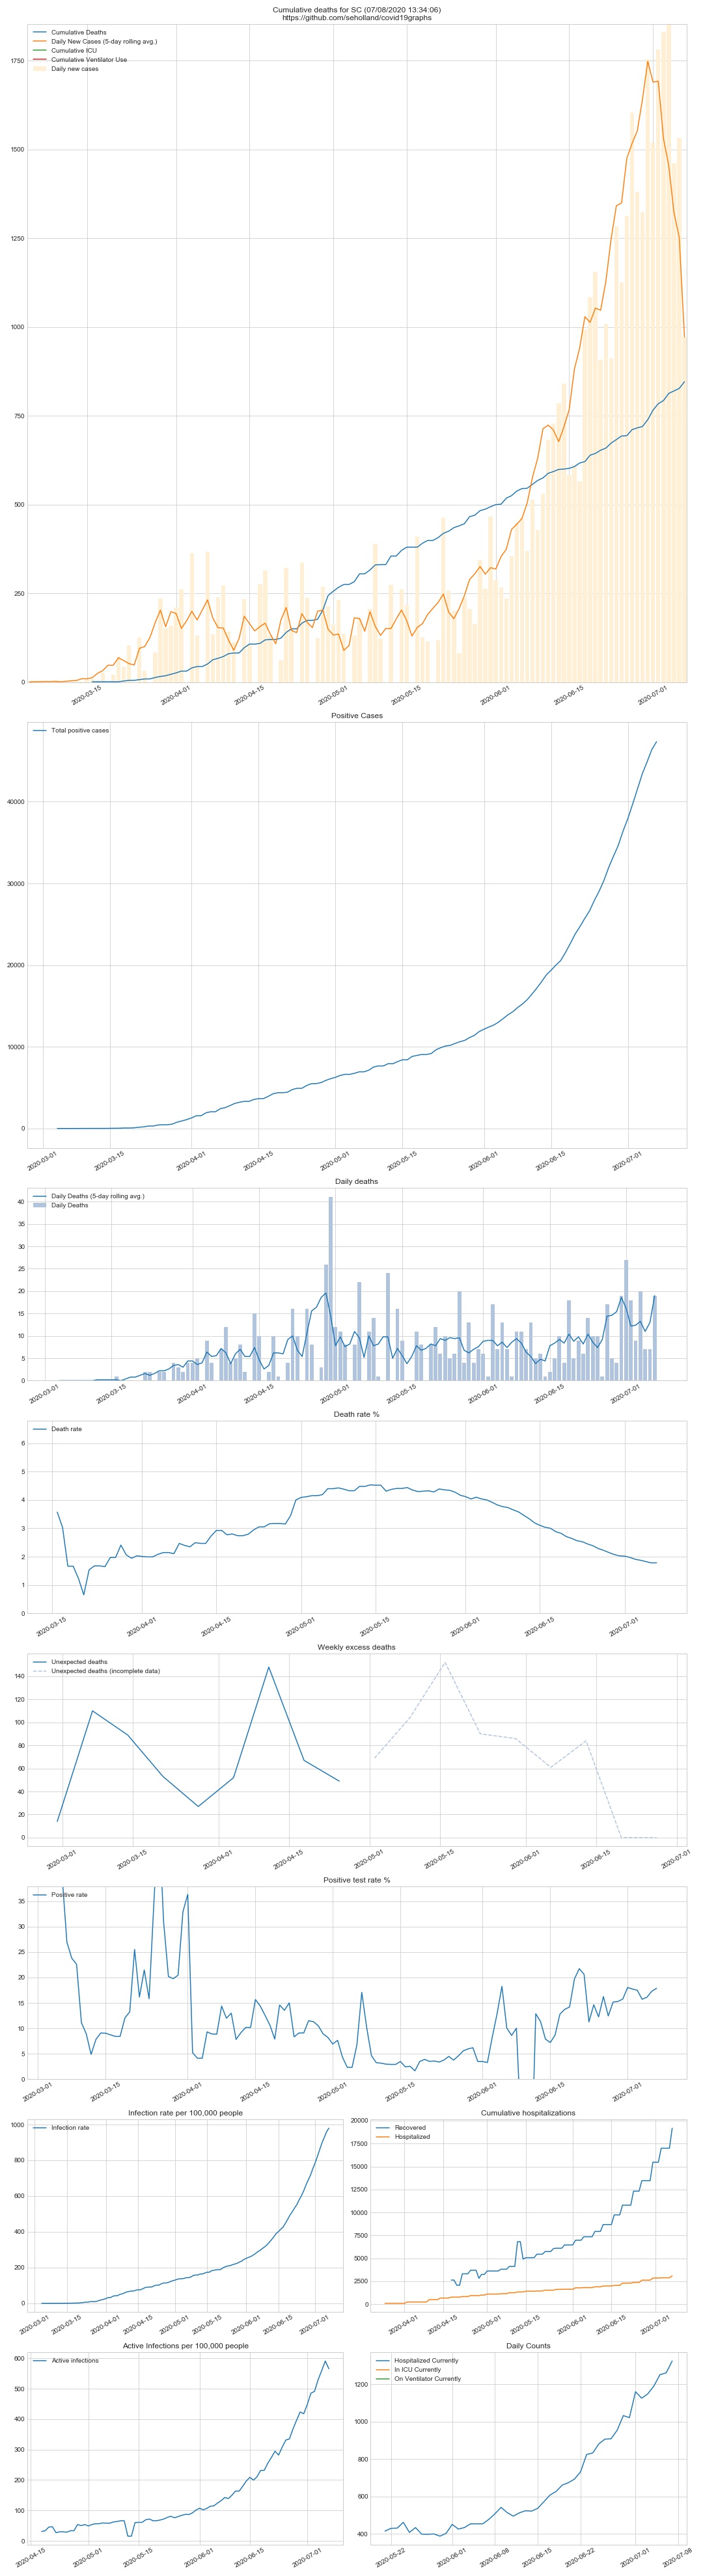 Cumulative deaths for SC (07/08/2020 13:34:06)
https://github.com/seholland/covid19graphs
Cumulative Deaths
Daily New Cases (5-day rolling avg.)
Cumulative ICU
Cumulative Ventilator Use
Daily new cases
1750
1500
1250
1000
750
500
250
0
2020-03-15 2020-04-01 2020-04-15 2020-05-01 2020-05-15 2020-06-01 2020-06-15 2020-07-01
Positive Cases
Total positive cases
40000
30000
20000
10000
0
2020-03-01 2020-03-15 2020-04-01 2020-04-15 2020-05-01 2020-05-15 2020-06-01 2020-06-15 2020-07-01
Daily deaths
Daily Deaths (5-day rolling avg.)
Daily Deaths
40
35
30
25
20
15
10
5
0
2020-03-01 2020-03-15 2020-04-01 2020-04-15 2020-05-01 2020-05-15 2020-06-01 2020-06-15 2020-07-01
Death rate %
Death rate
6
5
4
3
2
1
0
2020-03-15 2020-04-01 2020-04-15 2020-05-01 2020-05-15 2020-06-01 2020-06-15 2020-07-01
Weekly excess deaths
Unexpected deaths
Unexpected deaths (incomplete data)
140
120
100
80
60
40
20
0
2020-03-01 2020-03-15 2020-04-01 2020-04-15 2020-05-01 2020-05-15 2020-06-01 2020-06-15 2020-07-01
Positive test rate %
Positive rate
35
30
25
20
15
10
5
0
2020-03-01 2020-03-15 2020-04-01 2020-04-15 2020-05-01 2020-05-15 2020-06-01 2020-06-15 2020-07-01
Infection rate per 100,000 people
Infection rate
1000
800
600
400
200
0
2020-03-01 2020-03-15 2020-04-01 2020-04-15 2020-05-01 2020-05-15 2020-06-01 2020-06-15 2020-07-01
Cumulative hospitalizations
Recovered
Hospitalized
20000
17500
15000
12500
10000
7500
5000
2500
0
2020-04-01 2020-04-15 2020-05-01 2020-05-15 2020-06-01 2020-06-15 2020-07-01
Active Infections per 100,000 people
Active infections
600
500
400
300
200
100
0
2020-04-15 2020-05-01 2020-05-15 2020-06-01 2020-06-15 2020-07-01
Daily Counts
Hospitalized Currently
In ICU Currently
On Ventilator Currently
1200
1000
800
600
400
2020-05-22 2020-06-01 2020-06-08 2020-06-15 2020-06-22 2020-07-01 2020-07-08